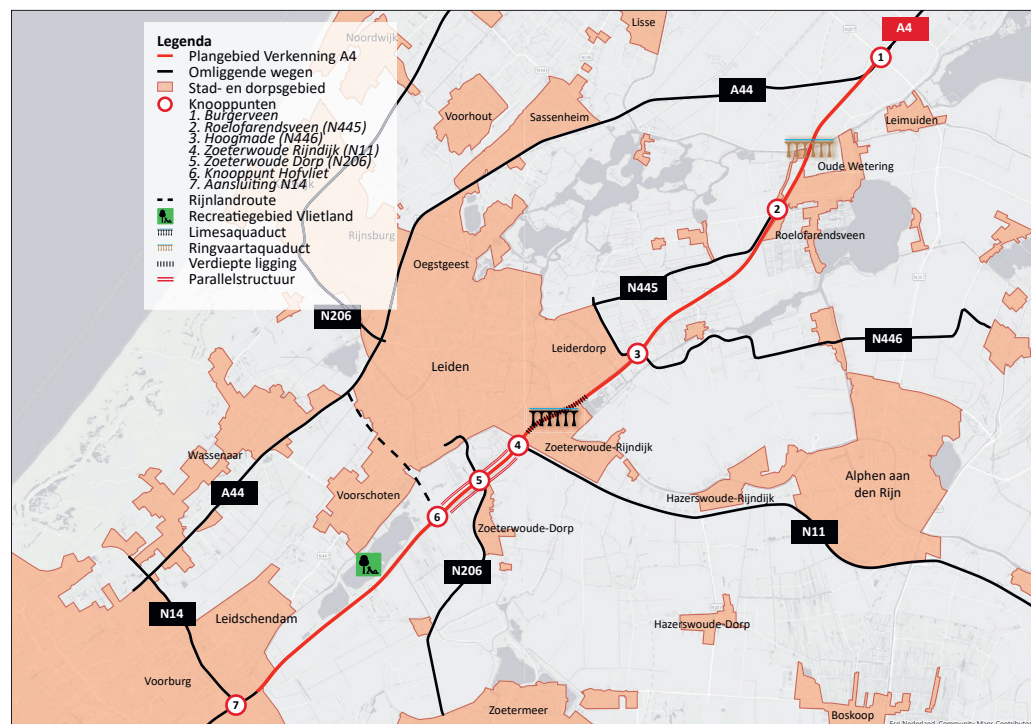 Legenda
Plangebied Verkenning A4
Omliggende wegen
Stad- en dorpsgebied
Knooppunten
1. Burgerveen
2. Roelofarendsveen (N445)
3. Hoogmade (N446)
4. Zoeterwoude Rijndijk (N11)
5. Zoeterwoude Dorp (N206)
6. Knooppunt Hofvliet
7. Aansluiting N14
Rijnlandroute
Recreatiegebied Vlietland
Limesaquaduct
Ringvaartaquaduct
Verdiepte ligging
Parallelstructuur
Noordwijk
Rijnsburg
Lisse
A4
1
A44
Voorhout
Sassenheim
Leimuiden
Oude Wetering
2
Roelofarendsveen
Oegstgeest
N445
N206
Leiderdorp
3
N446
Leiden
4
Zoeterwoude-Rijndijk
Wassenaar
Voorschoten
5
Alphen aan
den Rijn
A44
Hazerswoude-Rijndijk
6
Zoeterwoude-Dorp
N11
N206
N14
Leidschendam
Hazerswoude-Dorp
Voorburg
7
Zoetermeer
Boskoop